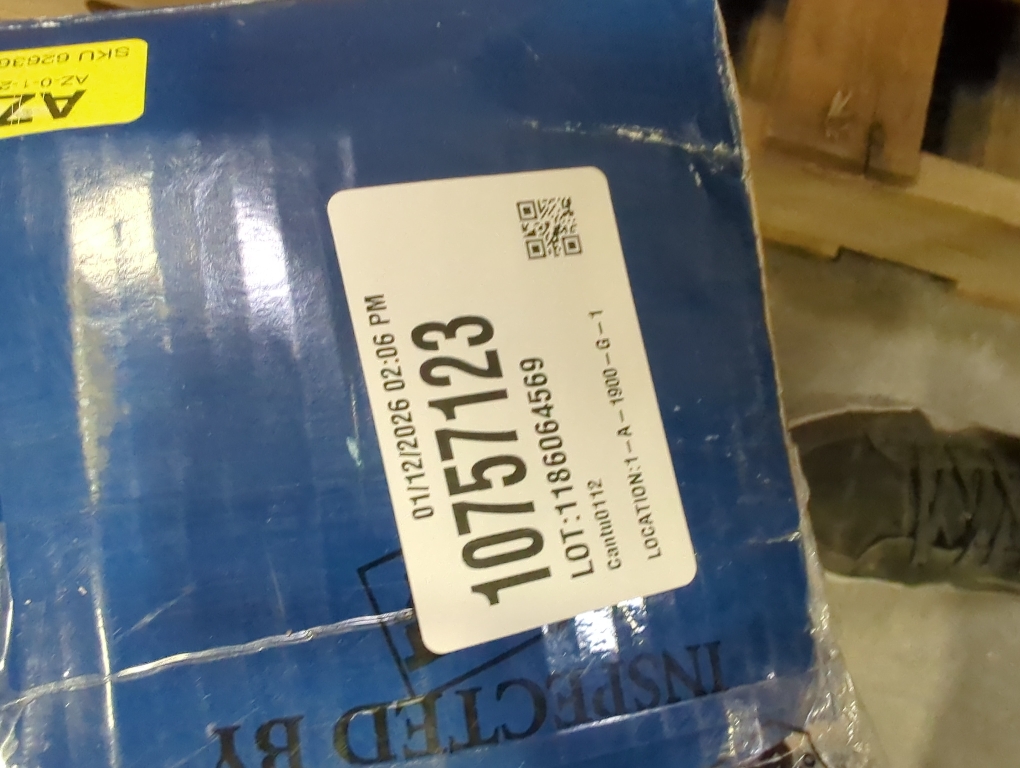 01/12/2026 02:06 PM
10757123
LOT:1186064569
Cantu0112
LOCATION:1-A-1900-G-1
INSPECTED BY
AZ
AZ-0-1-2
SKU 62636